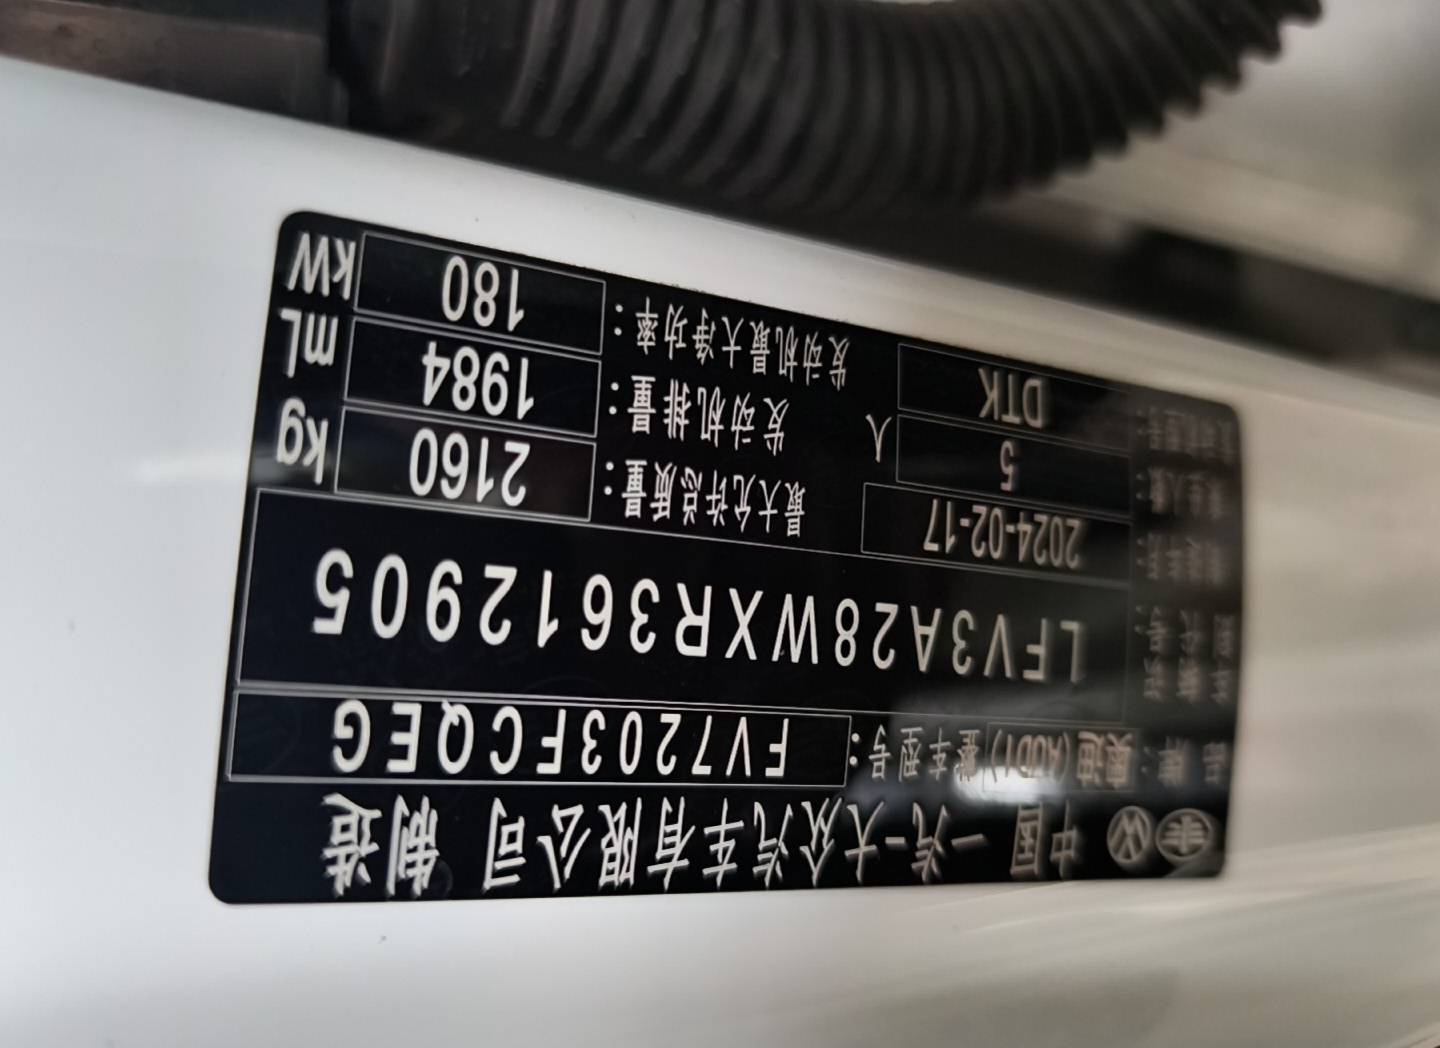 中国 一汽-大众汽车有限公司 制造
品牌: 奥迪(AUDI) 整车型号: FV7203FCQEG
LFV3A28WXR3612905
2024-02-17 最大允许总质量: 2160 kg
5 人 发动机排量: 1984 mL
DTK 发动机最大净功率: 180 kW